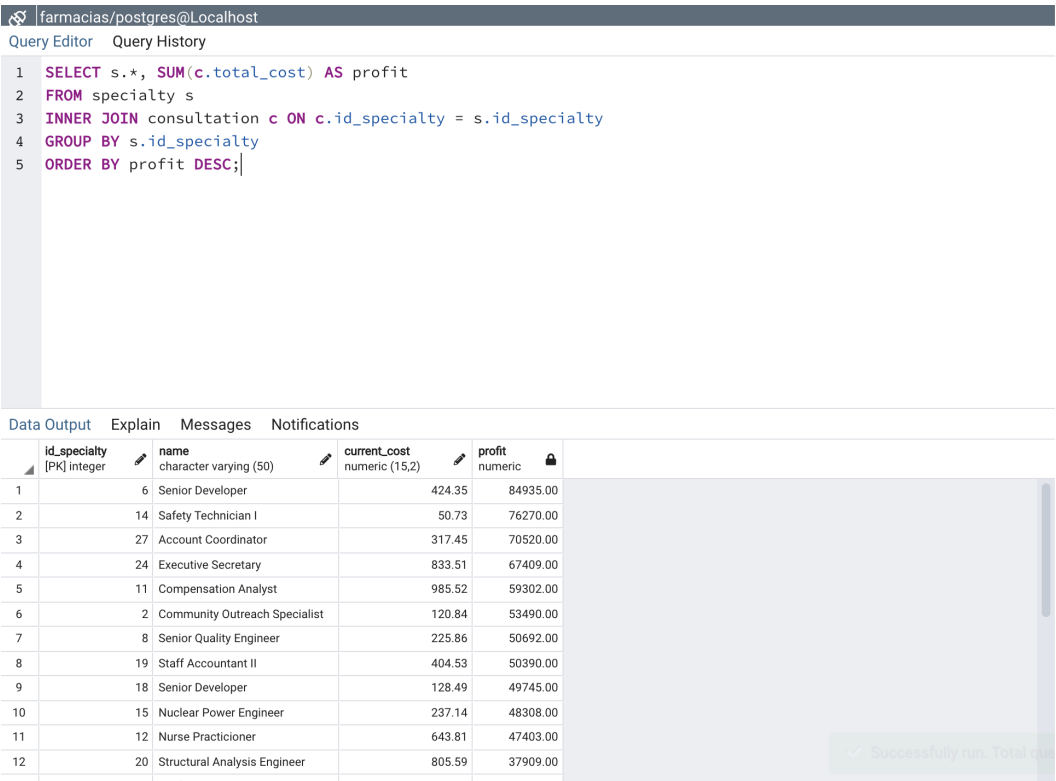 farmacias/postgres@Localhost
Query Editor Query History
1 SELECT s.*, SUM(c.total_cost) AS profit
2 FROM specialty s
3 INNER JOIN consultation c ON c.id_specialty = s.id_specialty
4 GROUP BY s.id_specialty
5 ORDER BY profit DESC;
Data Output Explain Messages Notifications
id_specialty name current_cost profit
[PK] integer character varying (50) numeric (15,2) numeric
1 6 Senior Developer 424.35 84935.00
2 14 Safety Technician I 50.73 76270.00
3 27 Account Coordinator 317.45 70520.00
4 24 Executive Secretary 833.51 67409.00
5 11 Compensation Analyst 985.52 59302.00
6 2 Community Outreach Specialist 120.84 53490.00
7 8 Senior Quality Engineer 225.86 50692.00
8 19 Staff Accountant II 404.53 50390.00
9 18 Senior Developer 128.49 49745.00
10 15 Nuclear Power Engineer 237.14 48308.00
11 12 Nurse Practicioner 643.81 47403.00
12 20 Structural Analysis Engineer 805.59 37909.00
Successfully run. Total que